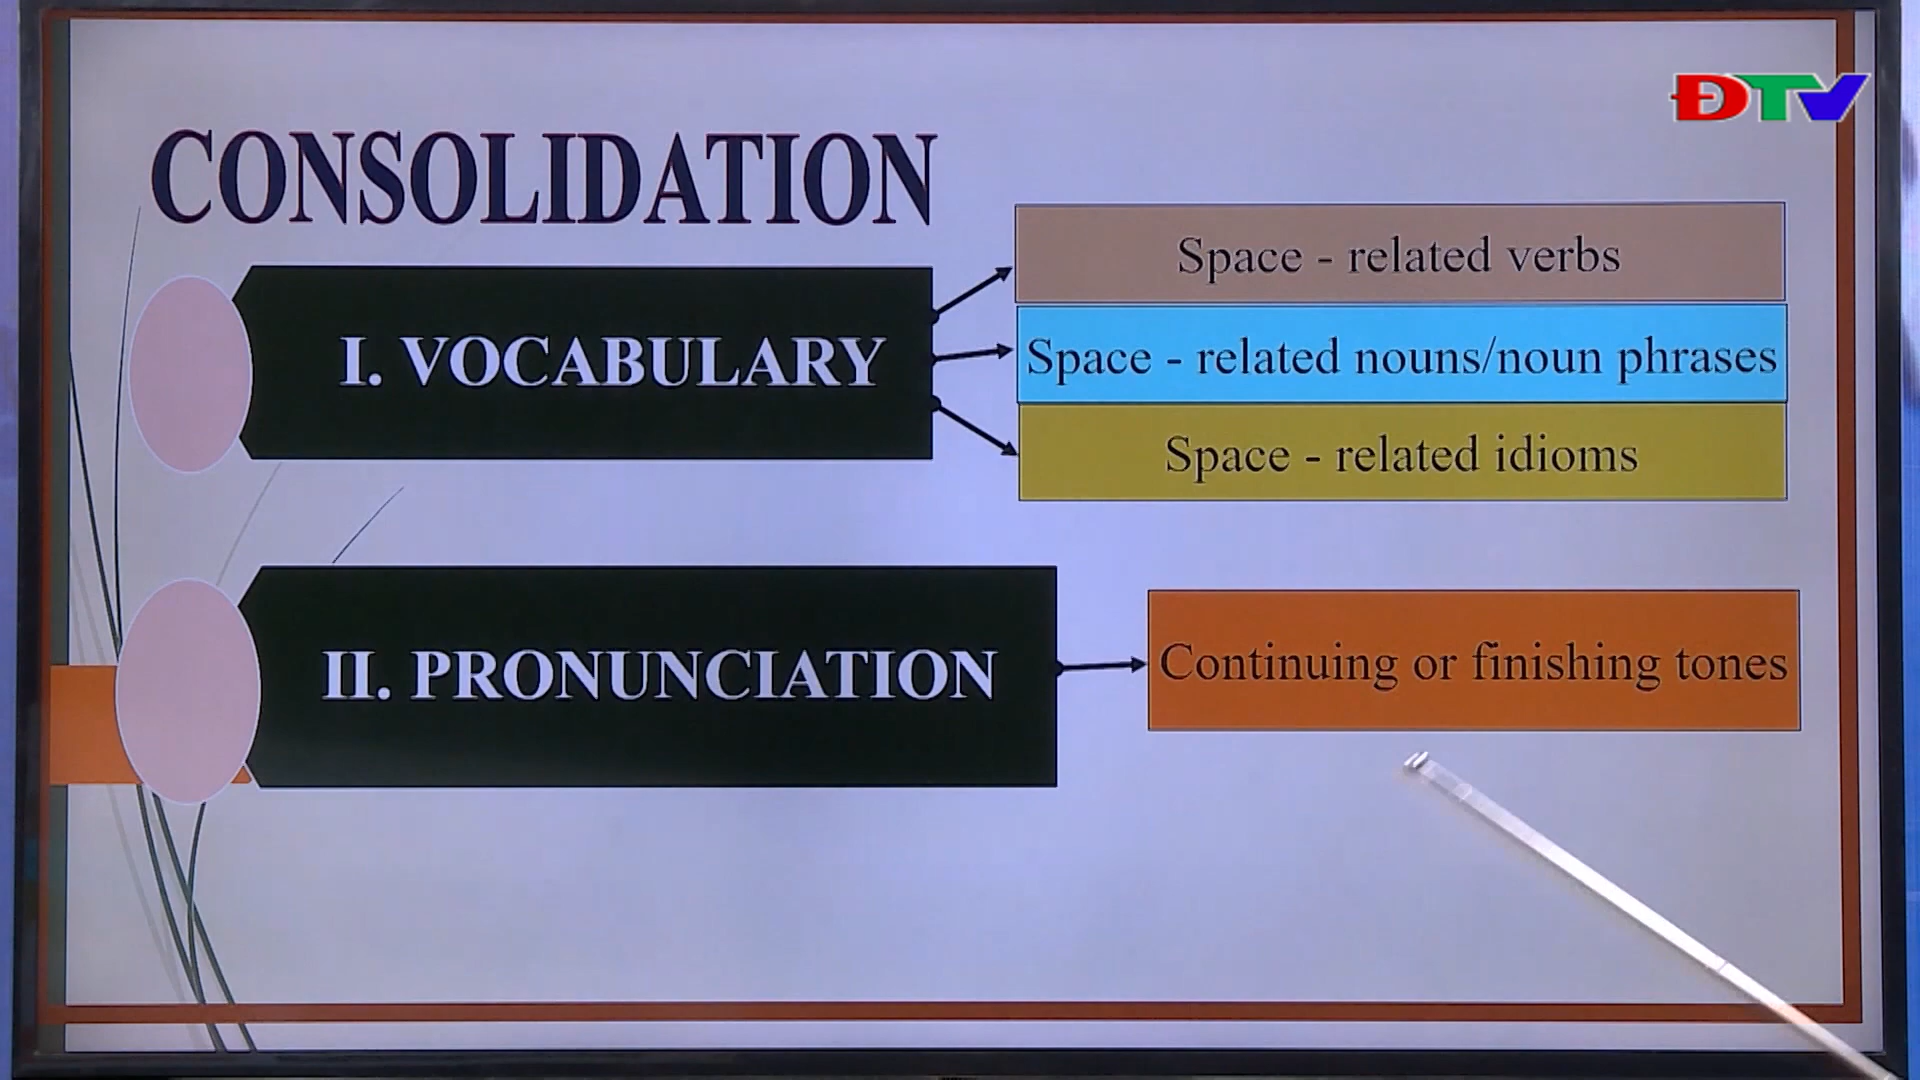 ĐTV
CONSOLIDATION
I. VOCABULARY
Space - related verbs
Space - related nouns/noun phrases
Space - related idioms
II. PRONUNCIATION
Continuing or finishing tones